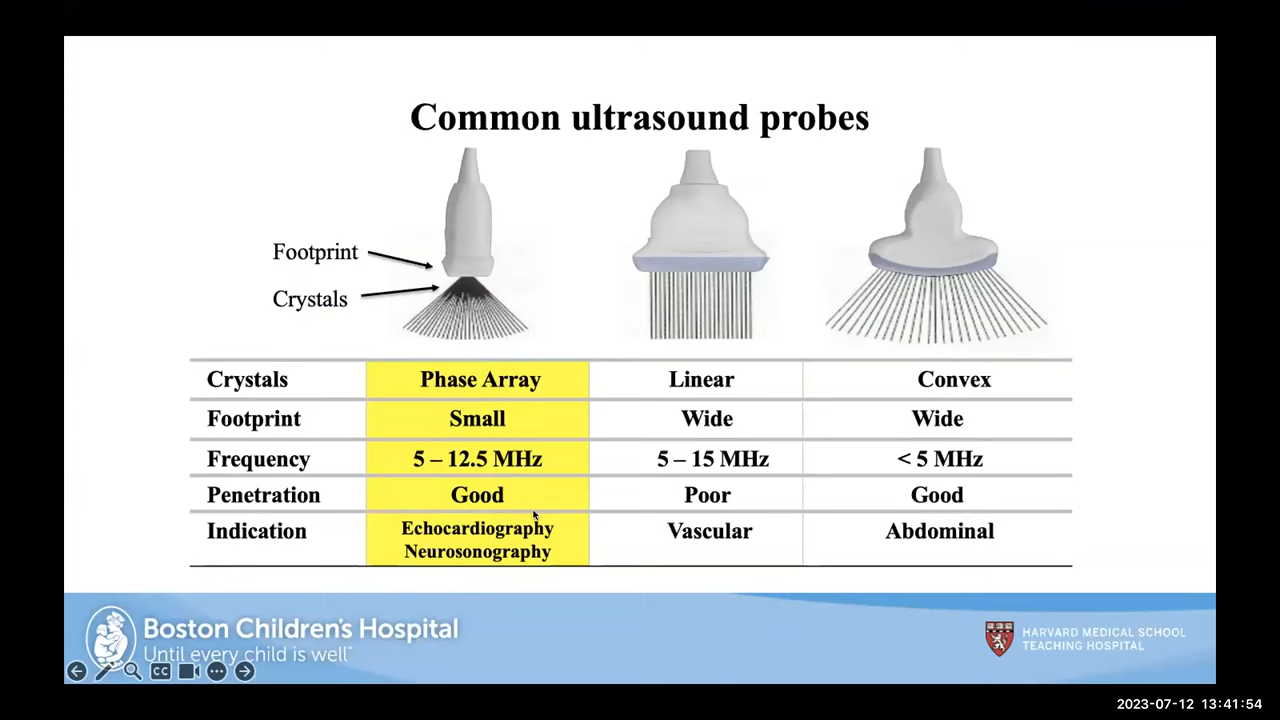 Common ultrasound probes
Footprint
Crystals
Crystals Phase Array Linear Convex
Footprint Small Wide Wide
Frequency 5 – 12.5 MHz 5 – 15 MHz < 5 MHz
Penetration Good Poor Good
Indication Echocardiography Vascular Abdominal
Neurosonography
Boston Children's Hospital
Until every child is well™
HARVARD MEDICAL SCHOOL
TEACHING HOSPITAL
CC
2023-07-12 13:41:54